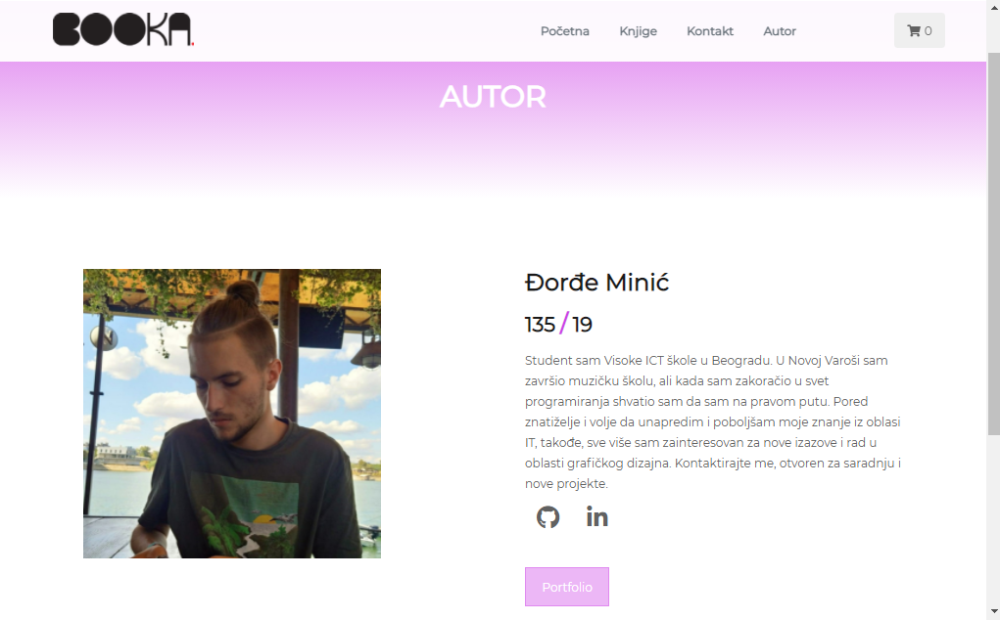 BOOKA.
Početna Knjige Kontakt Autor 0
AUTOR
Đorđe Minić
135 / 19
Student sam Visoke ICT škole u Beogradu. U Novoj Varoši sam
završio muzičku školu, ali kada sam zakoračio u svet
programiranja shvatio sam da sam na pravom putu. Pored
znatiželje i volje da unapredim i poboljšam moje znanje iz oblasi
IT, takođe, sve više sam zainteresovan za nove izazove i rad u
oblasti grafičkog dizajna. Kontaktirajte me, otvoren za saradnju i
nove projekte.
in
Portfolio